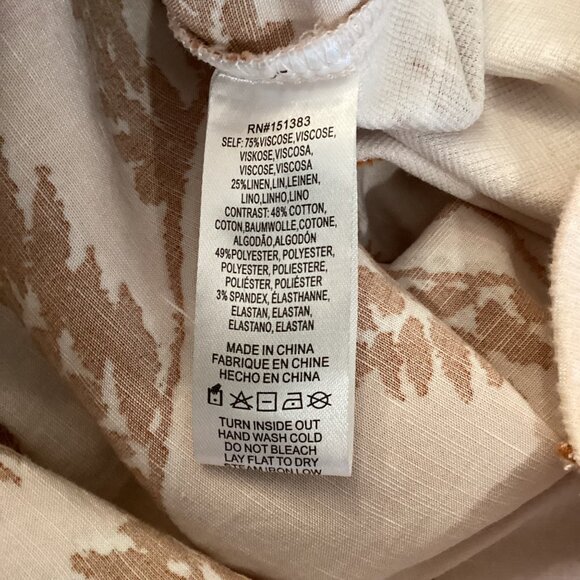 RN#151383
SELF: 75%VISCOSE,VISCOSE,
VISKOSE,VISCOSA,
VISCOSE,VISCOSA
25%LINEN,LIN,LEINEN,
LINO,LINHO,LINO
CONTRAST: 48% COTTON,
COTON,BAUMWOLLE,COTONE,
ALGODÃO,ALGODÓN
49%POLYESTER, POLYESTER,
POLYESTER, POLIESTERE,
POLIÉSTER, POLIÉSTER
3% SPANDEX, ÉLASTHANNE,
ELASTAN, ELASTAN,
ELASTANO, ELASTAN
MADE IN CHINA
FABRIQUE EN CHINE
HECHO EN CHINA
TURN INSIDE OUT
HAND WASH COLD
DO NOT BLEACH
LAY FLAT TO DRY
STEAM IRON LOW